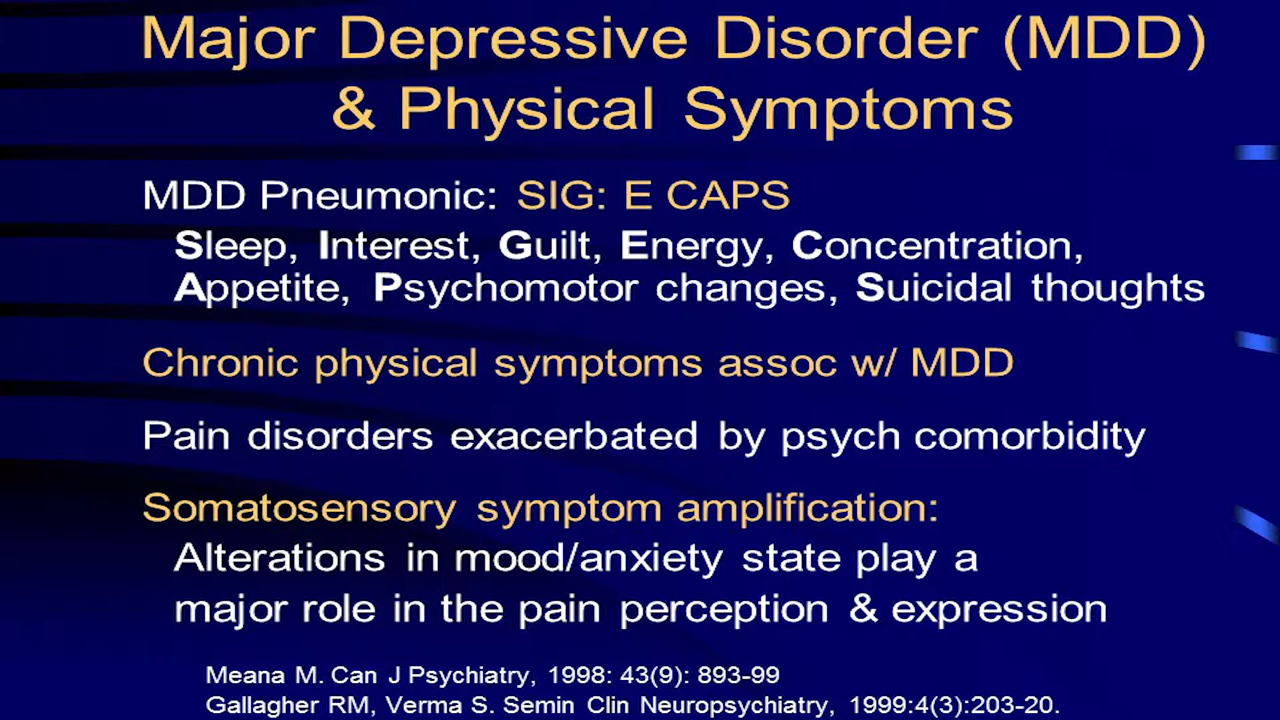 Major Depressive Disorder (MDD)
& Physical Symptoms
MDD Pneumonic: SIG: E CAPS
Sleep, Interest, Guilt, Energy, Concentration,
Appetite, Psychomotor changes, Suicidal thoughts
Chronic physical symptoms assoc w/ MDD
Pain disorders exacerbated by psych comorbidity
Somatosensory symptom amplification:
Alterations in mood/anxiety state play a
major role in the pain perception & expression
Meana M. Can J Psychiatry, 1998: 43(9): 893-99
Gallagher RM, Verma S. Semin Clin Neuropsychiatry, 1999:4(3):203-20.